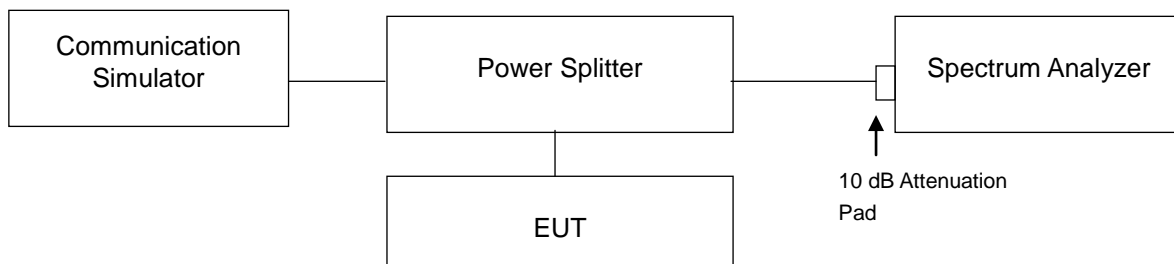 Communication
Simulator
Power Splitter
Spectrum Analyzer
10 dB Attenuation
Pad
EUT